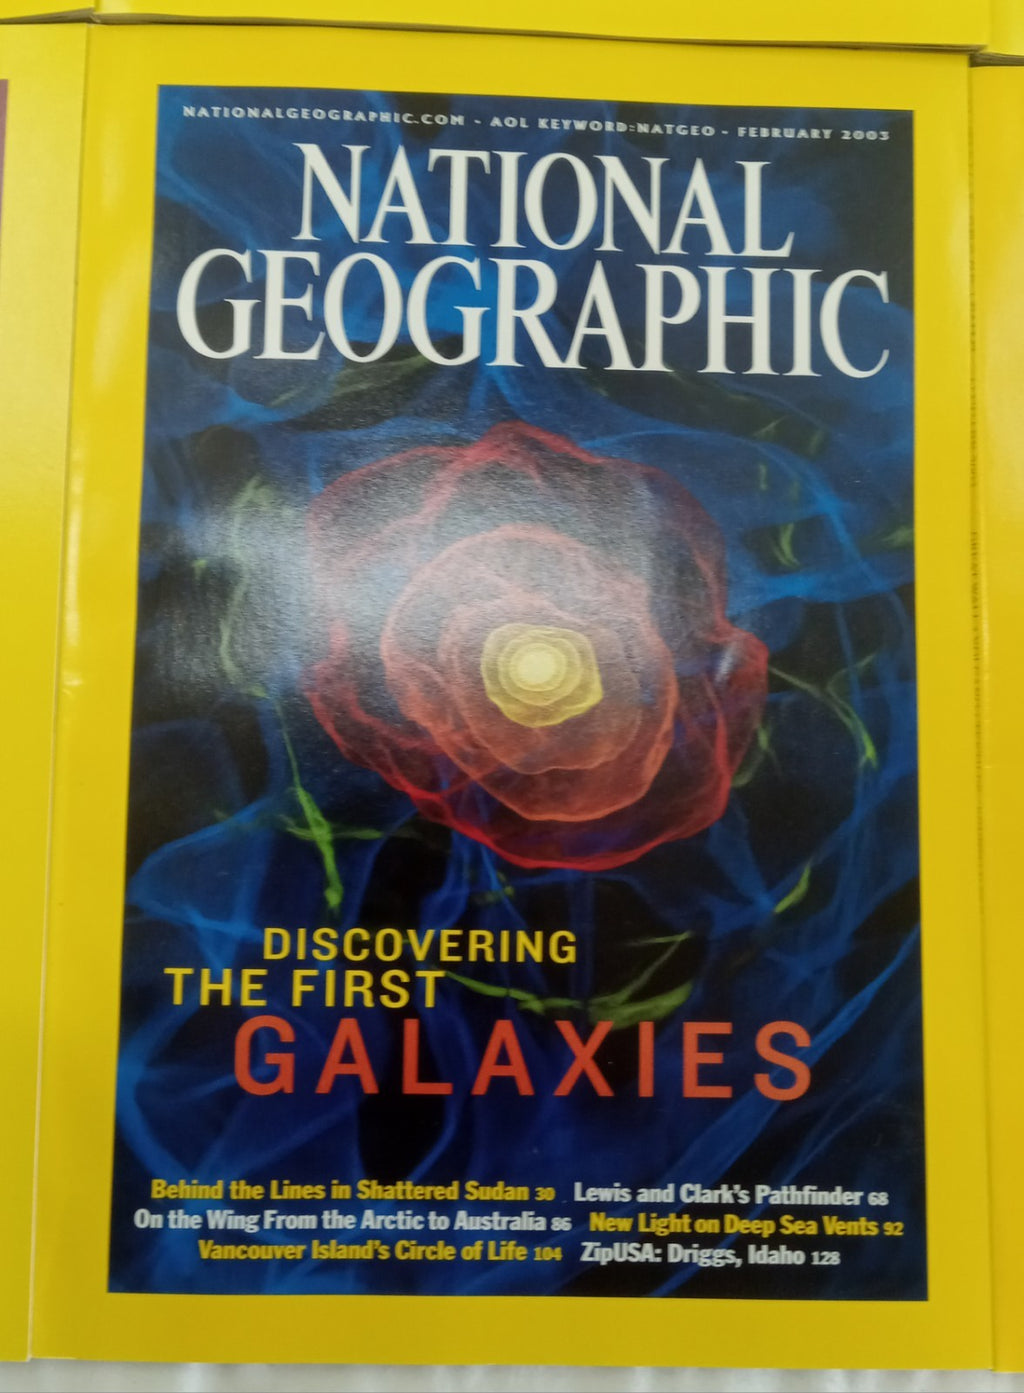 NATIONALGEOGRAPHIC.COM - AOL KEYWORD:NATGEO - FEBRUARY 2003
NATIONAL
GEOGRAPHIC
DISCOVERING
THE FIRST
GALAXIES
Behind the Lines in Shattered Sudan 30 Lewis and Clark's Pathfinder 68
On the Wing From the Arctic to Australia 86 New Light on Deep Sea Vents 92
Vancouver Island's Circle of Life 104 ZipUSA: Driggs, Idaho 128